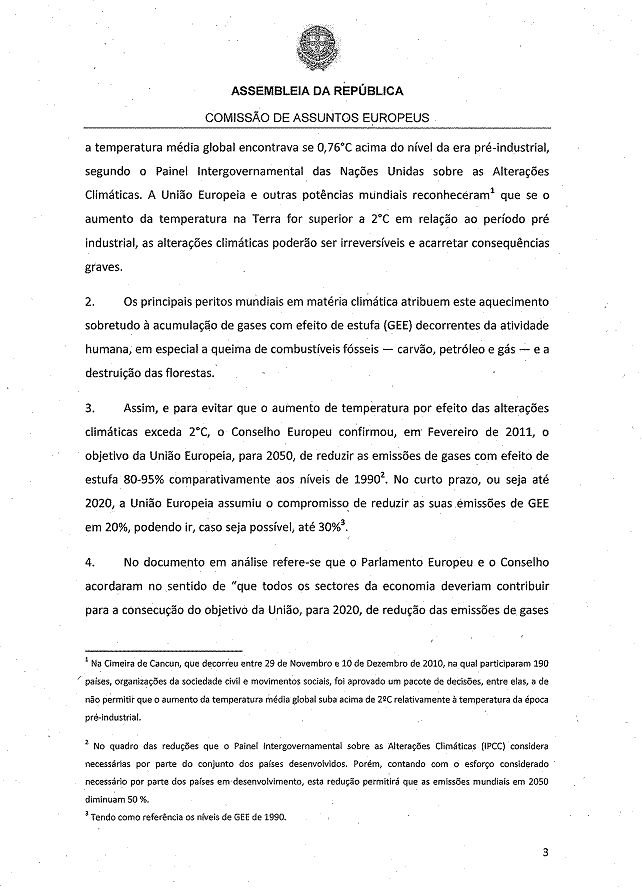 ASSEMBLEIA DA REPÚBLICA
COMISSÃO DE ASSUNTOS EUROPEUS
a temperatura média global encontrava se 0,76°C acima do nível da era pré-industrial,
segundo o Painel Intergovernamental das Nações Unidas sobre as Alterações
Climáticas. A União Europeia e outras potências mundiais reconheceram¹ que se o
aumento da temperatura na Terra for superior a 2°C em relação ao período pré
industrial, as alterações climáticas poderão ser irreversíveis e acarretar consequências
graves.
2. Os principais peritos mundiais em matéria climática atribuem este aquecimento
sobretudo à acumulação de gases com efeito de estufa (GEE) decorrentes da atividade
humana, em especial a queima de combustíveis fósseis — carvão, petróleo e gás — e a
destruição das florestas.
3. Assim, e para evitar que o aumento de temperatura por efeito das alterações
climáticas exceda 2°C, o Conselho Europeu confirmou, em Fevereiro de 2011, o
objetivo da União Europeia, para 2050, de reduzir as emissões de gases com efeito de
estufa 80-95% comparativamente aos níveis de 1990². No curto prazo, ou seja até
2020, a União Europeia assumiu o compromisso de reduzir as suas emissões de GEE
em 20%, podendo ir, caso seja possível, até 30%³.
4. No documento em análise refere-se que o Parlamento Europeu e o Conselho
acordaram no sentido de "que todos os sectores da economia deveriam contribuir
para a consecução do objetivo da União, para 2020, de redução das emissões de gases
¹ Na Cimeira de Cancun, que decorreu entre 29 de Novembro e 10 de Dezembro de 2010, na qual participaram 190
países, organizações da sociedade civil e movimentos sociais, foi aprovado um pacote de decisões, entre elas, a de
não permitir que o aumento da temperatura média global suba acima de 2ºC relativamente à temperatura da época
pré-industrial.
² No quadro das reduções que o Painel Intergovernamental sobre as Alterações Climáticas (IPCC) considera
necessárias por parte do conjunto dos países desenvolvidos. Porém, contando com o esforço considerado
necessário por parte dos países em desenvolvimento, esta redução permitirá que as emissões mundiais em 2050
diminuam 50 %.
³ Tendo como referência os níveis de GEE de 1990.
3